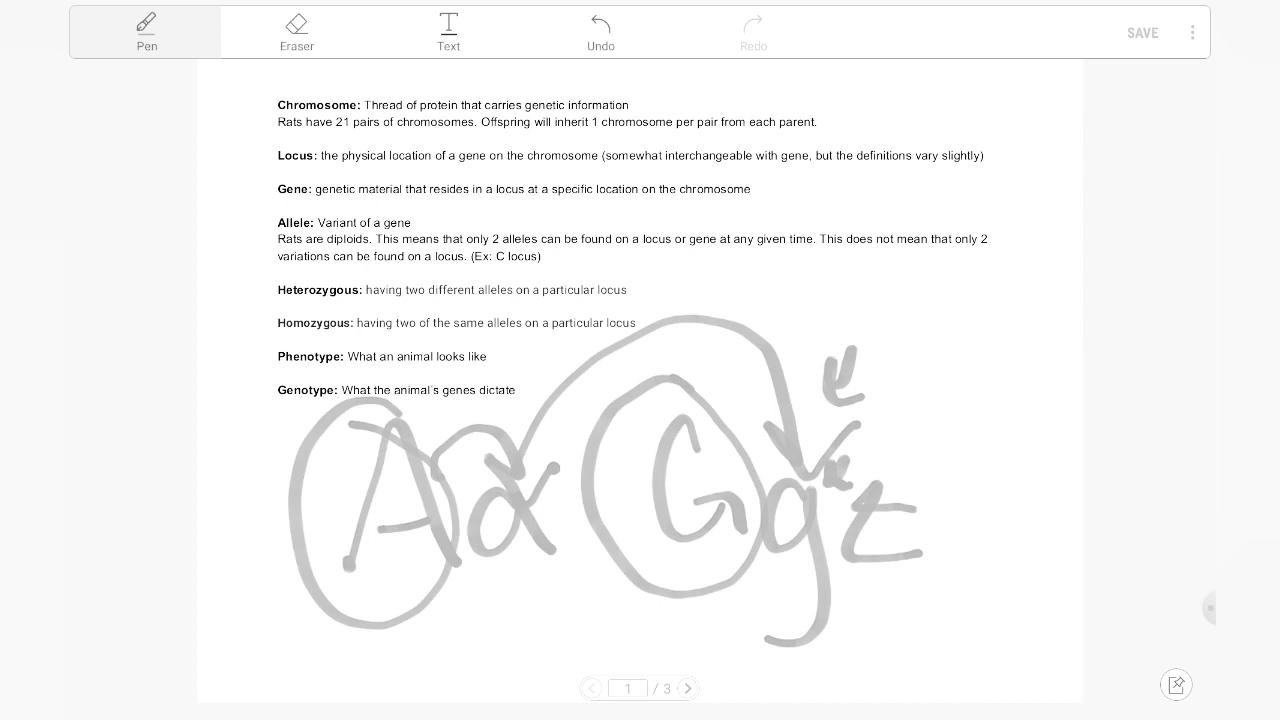 Pen Eraser Text Undo Redo SAVE
Chromosome: Thread of protein that carries genetic information
Rats have 21 pairs of chromosomes. Offspring will inherit 1 chromosome per pair from each parent.
Locus: the physical location of a gene on the chromosome (somewhat interchangeable with gene, but the definitions vary slightly)
Gene: genetic material that resides in a locus at a specific location on the chromosome
Allele: Variant of a gene
Rats are diploids. This means that only 2 alleles can be found on a locus or gene at any given time. This does not mean that only 2
variations can be found on a locus. (Ex: C locus)
Heterozygous: having two different alleles on a particular locus
Homozygous: having two of the same alleles on a particular locus
Phenotype: What an animal looks like
Genotype: What the animal's genes dictate
A a G g
1 / 3